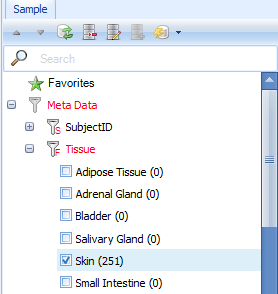 Sample
Search
Favorites
Meta Data
SubjectID
Tissue
Adipose Tissue (0)
Adrenal Gland (0)
Bladder (0)
Salivary Gland (0)
Skin (251)
Small Intestine (0)